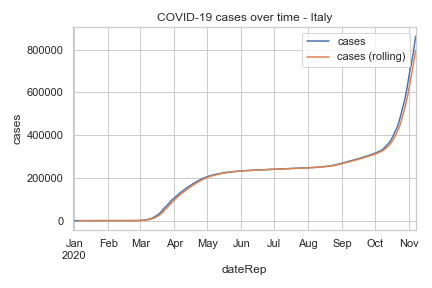 COVID-19 cases over time - Italy
cases
cases (rolling)
800000
600000
400000
200000
0
cases
Jan Feb Mar Apr May Jun Jul Aug Sep Oct Nov
2020
dateRep